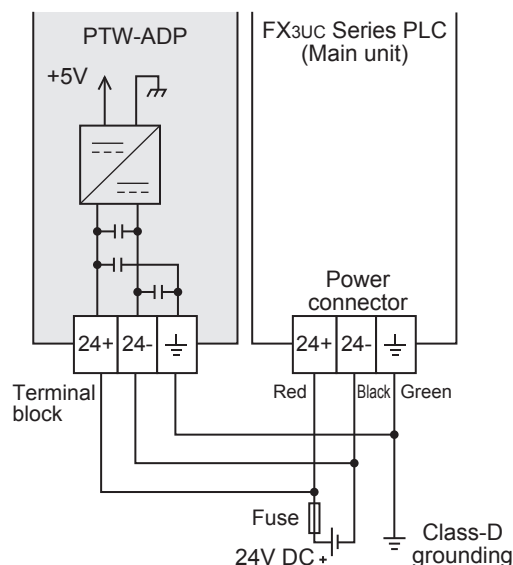 PTW-ADP
FX3UC Series PLC
(Main unit)
+5V
Power
connector
24+ 24-
24+ 24-
Terminal
block
Red Black Green
Fuse
24V DC +
Class-D
grounding